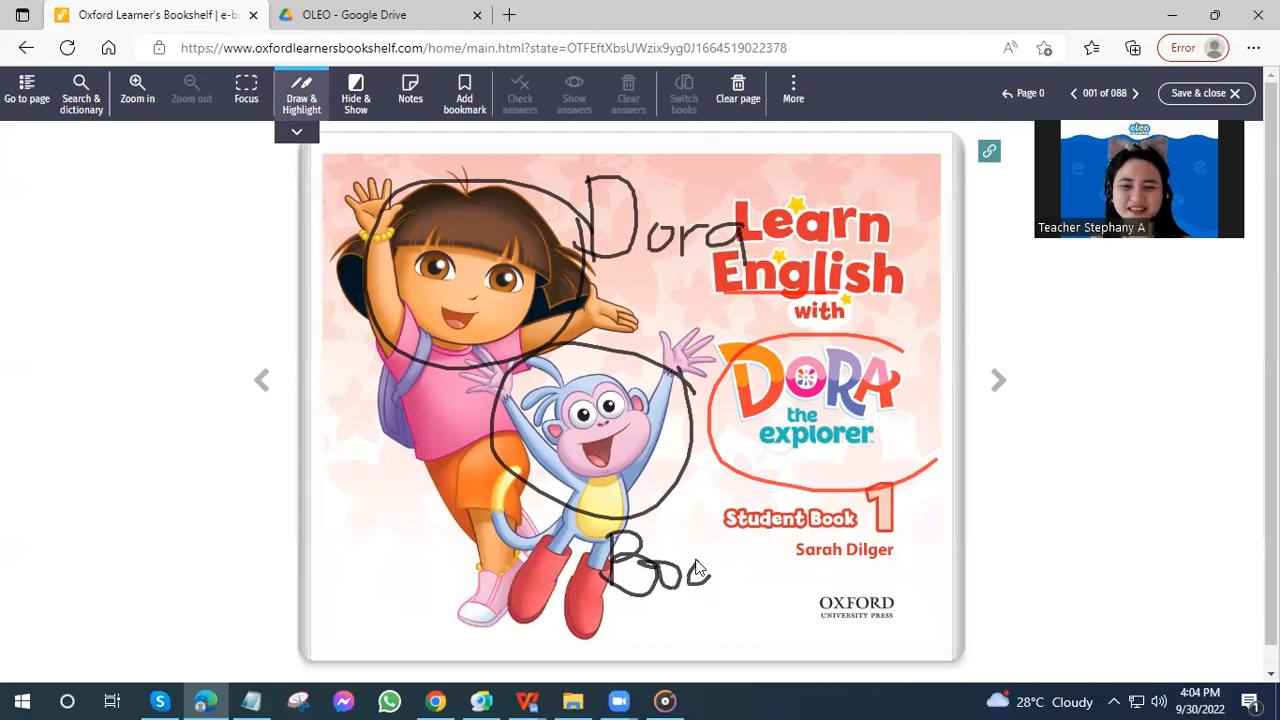 Oxford Learner's Bookshelf | e-b
OLEO - Google Drive
https://www.oxfordlearnersbookshelf.com/home/main.html?state=OTFEftXbsUWzix9yg0J1664519022378
Error
Go to page
Search & dictionary
Zoom in
Zoom out
Focus
Draw & Highlight
Hide & Show
Notes
Add bookmark
Check answers
Show answers
Clear answers
Switch books
Clear page
More
Page 0
001 of 088
Save & close
oleo
Teacher Stephany A
Dora
Learn
English
with
DORA
the
explorer
Boo
Student Book 1
Sarah Dilger
OXFORD
UNIVERSITY PRESS
28°C Cloudy
4:04 PM
9/30/2022
1